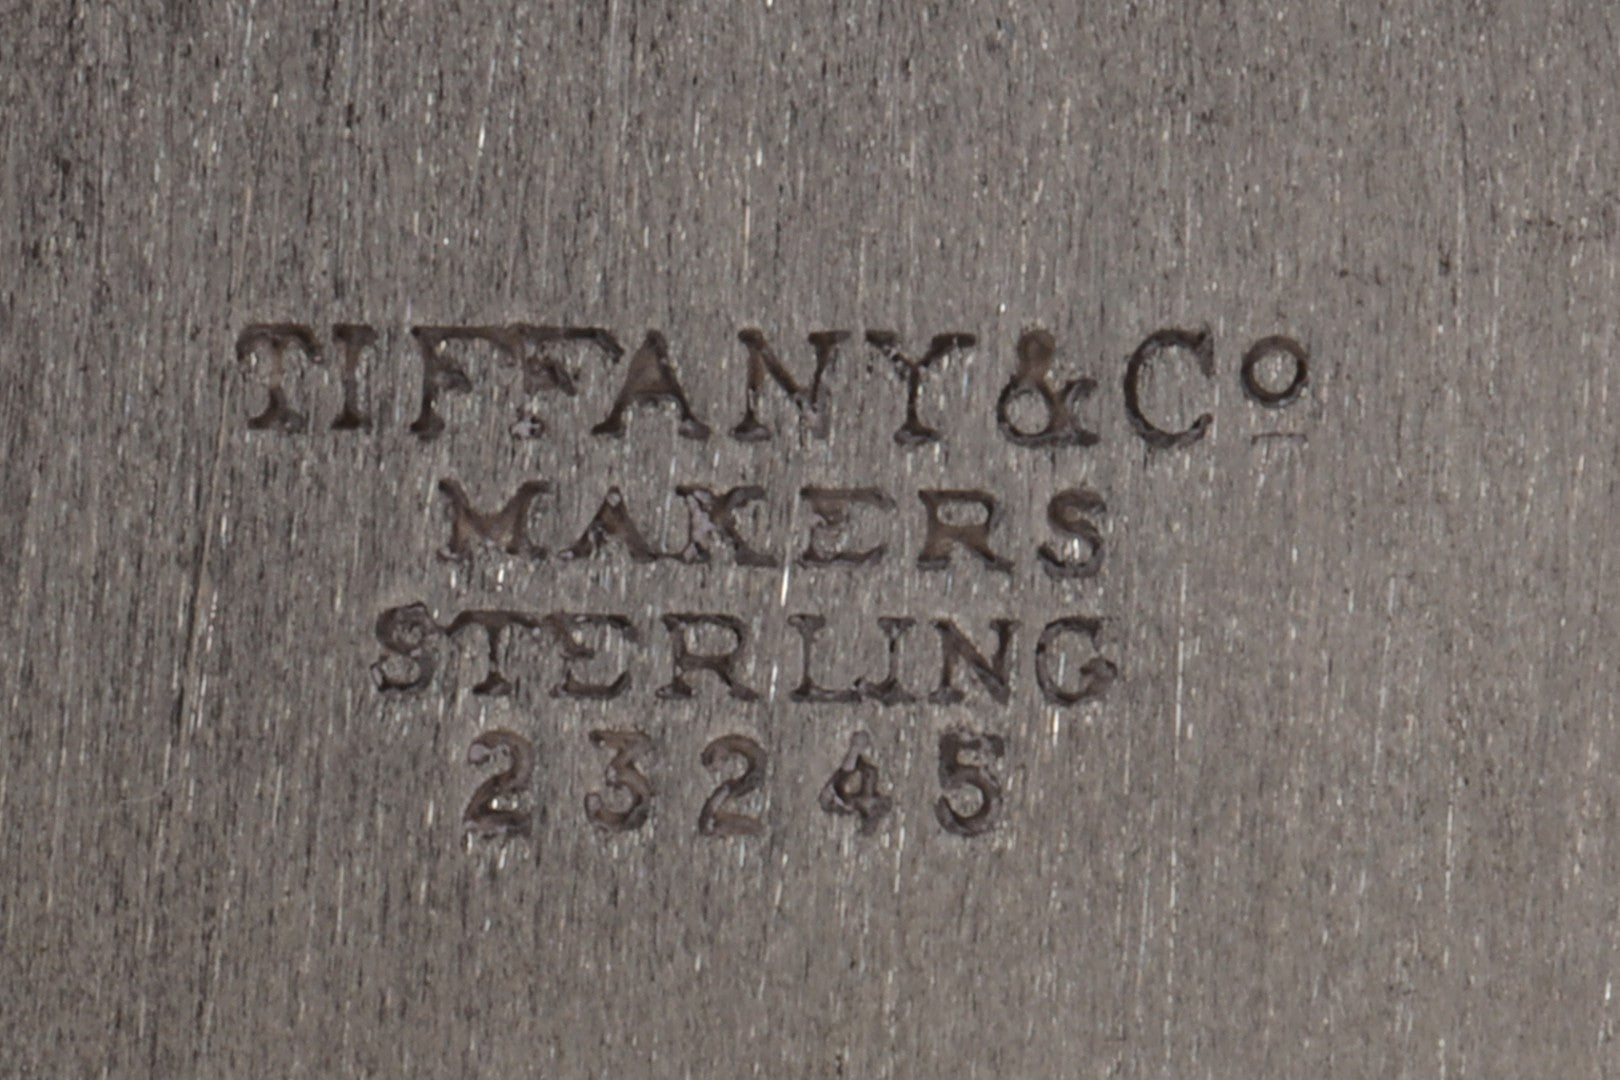 TIFFANY & Cº
MAKERS
STERLING
23245